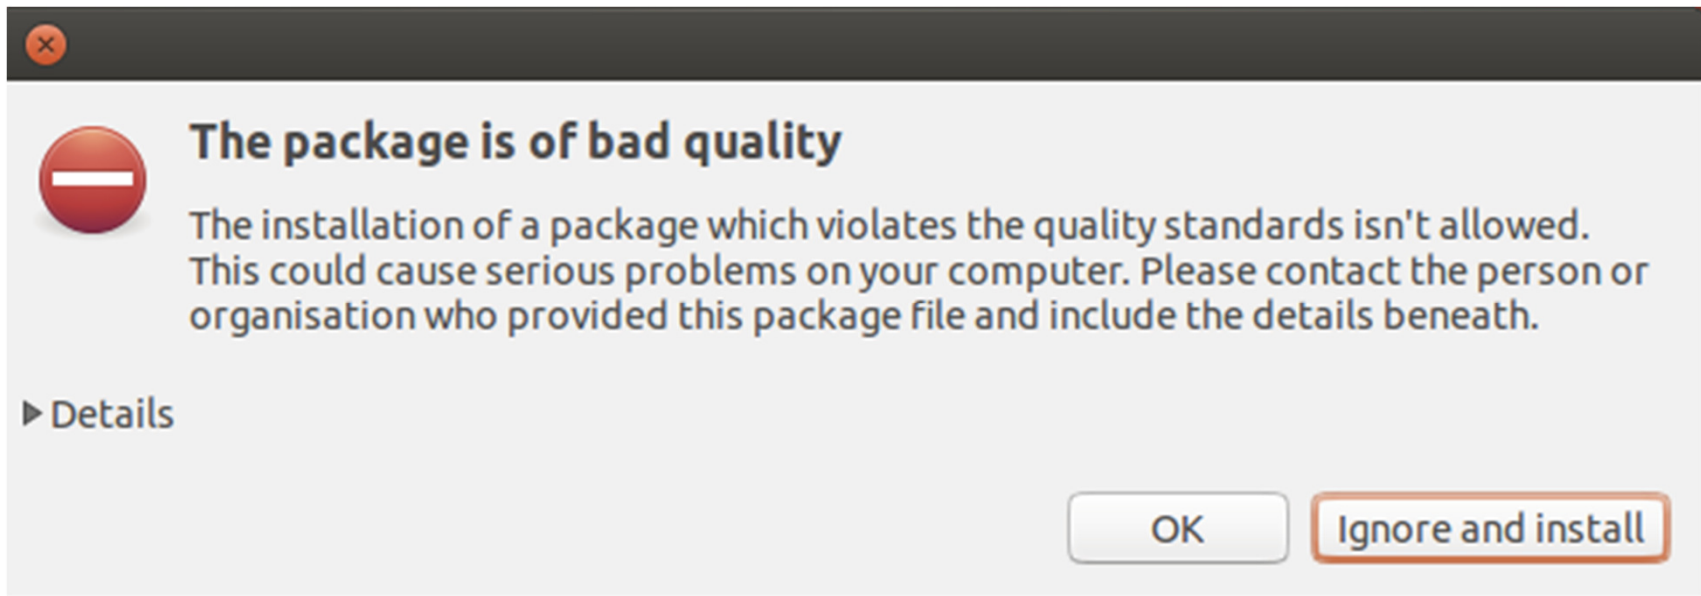 The package is of bad quality
The installation of a package which violates the quality standards isn't allowed.
This could cause serious problems on your computer. Please contact the person or
organisation who provided this package file and include the details beneath.
Details
OK
Ignore and install